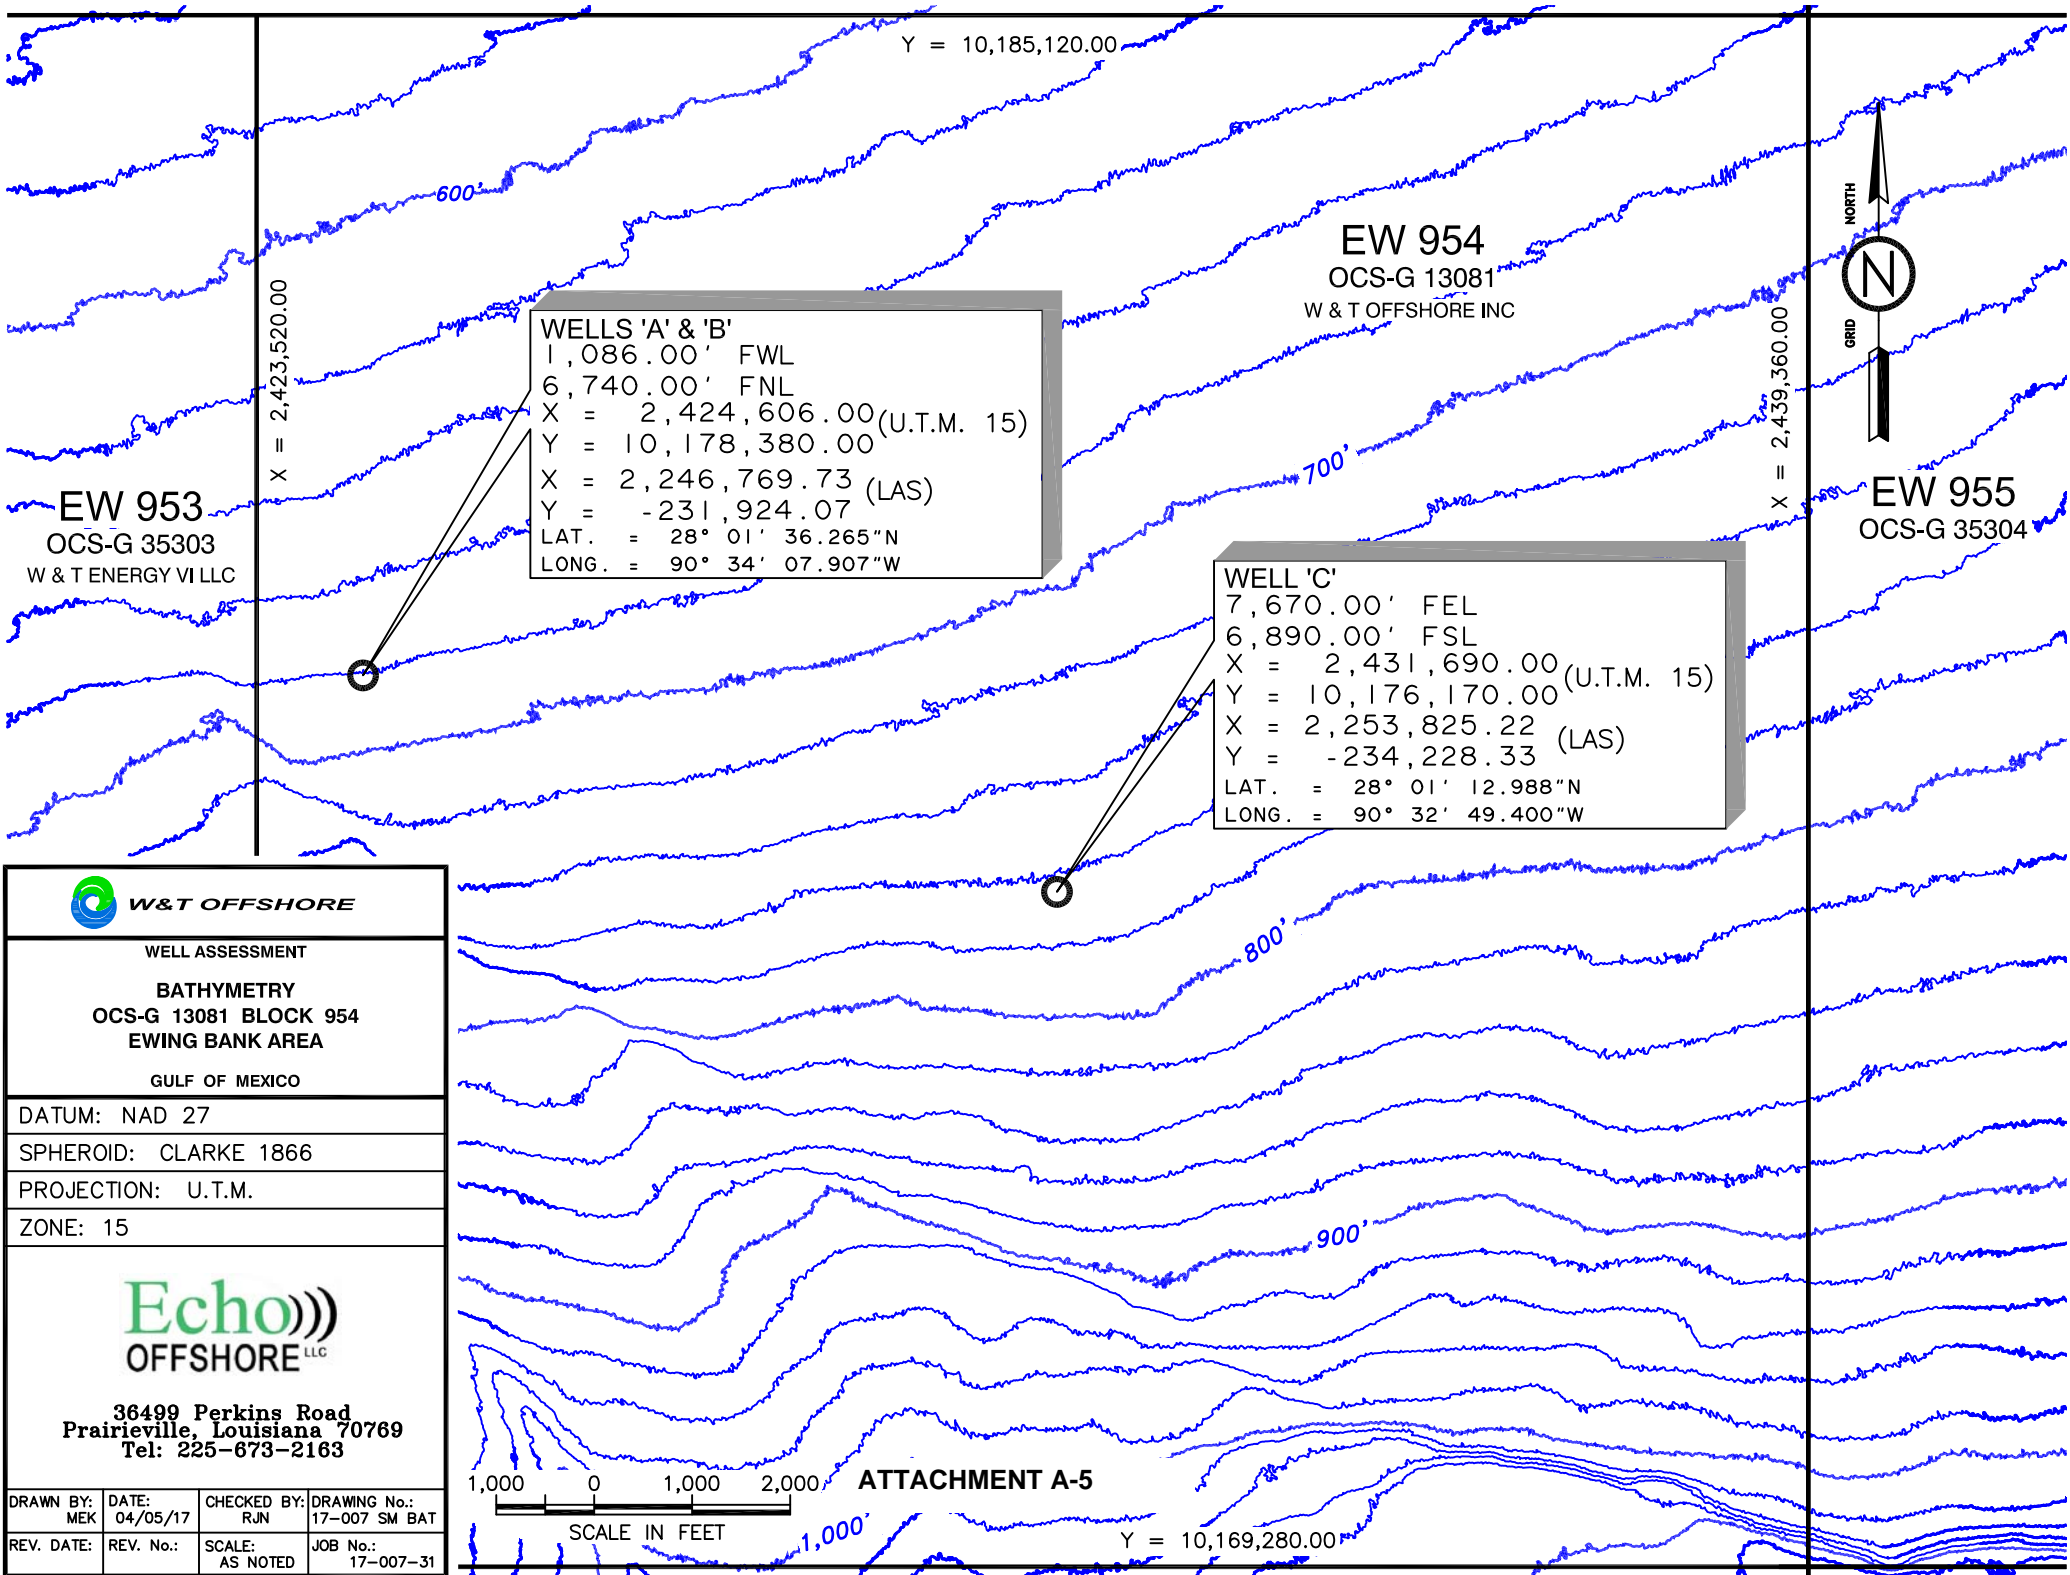 Y = 10,185,120.00
600'
X = 2,423,520.00
EW 954
OCS-G 13081
W & T OFFSHORE INC
NORTH
N
GRID
X = 2,439,360.00
WELLS 'A' & 'B'
1,086.00' FWL
6,740.00' FNL
X = 2,424,606.00 (U.T.M. 15)
Y = 10,178,380.00
X = 2,246,769.73 (LAS)
Y = -231,924.07
LAT. = 28° 01' 36.265"N
LONG. = 90° 34' 07.907"W
700'
EW 953
OCS-G 35303
W & T ENERGY VI LLC
EW 955
OCS-G 35304
WELL 'C'
7,670.00' FEL
6,890.00' FSL
X = 2,431,690.00 (U.T.M. 15)
Y = 10,176,170.00
X = 2,253,825.22 (LAS)
Y = -234,228.33
LAT. = 28° 01' 12.988"N
LONG. = 90° 32' 49.400"W
800'
900'
W&T OFFSHORE
WELL ASSESSMENT
BATHYMETRY
OCS-G 13081 BLOCK 954
EWING BANK AREA
GULF OF MEXICO
DATUM: NAD 27
SPHEROID: CLARKE 1866
PROJECTION: U.T.M.
ZONE: 15
Echo
OFFSHORE LLC
36499 Perkins Road
Prairieville, Louisiana 70769
Tel: 225-673-2163
DRAWN BY: MEK
DATE: 04/05/17
CHECKED BY: RJN
DRAWING No.: 17-007 SM BAT
REV. DATE:
REV. No.:
SCALE: AS NOTED
JOB No.: 17-007-31
1,000 0 1,000 2,000
SCALE IN FEET
ATTACHMENT A-5
1,000'
Y = 10,169,280.00